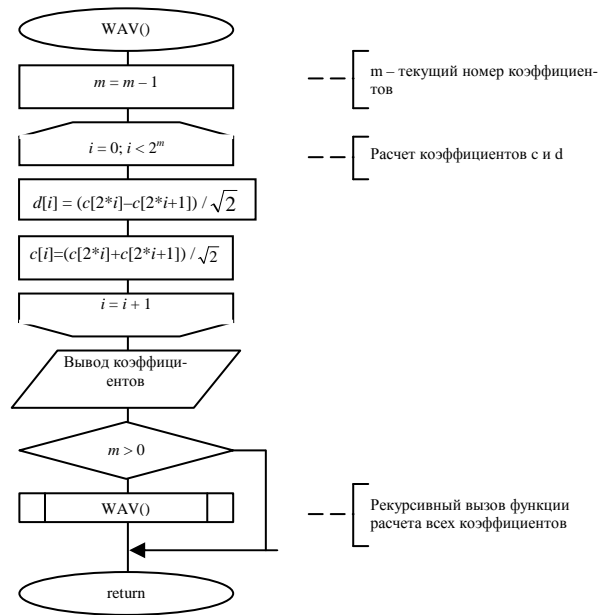 WAV()
m = m – 1
m – текущий номер коэффициен-
тов
i = 0; i < 2^m
Расчет коэффициентов c и d
d[i] = (c[2*i]–c[2*i+1]) / √2
c[i]=(c[2*i]+c[2*i+1]) / √2
i = i + 1
Вывод коэффици-
ентов
m > 0
WAV()
Рекурсивный вызов функции
расчета всех коэффициентов
return